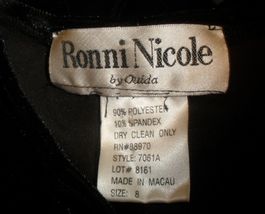 Ronni Nicole
by Ouida
90% POLYESTER
10% SPANDEX
DRY CLEAN ONLY
RN#88970
STYLE: 7061A
LOT# 8161
MADE IN MACAU
SIZE: 8